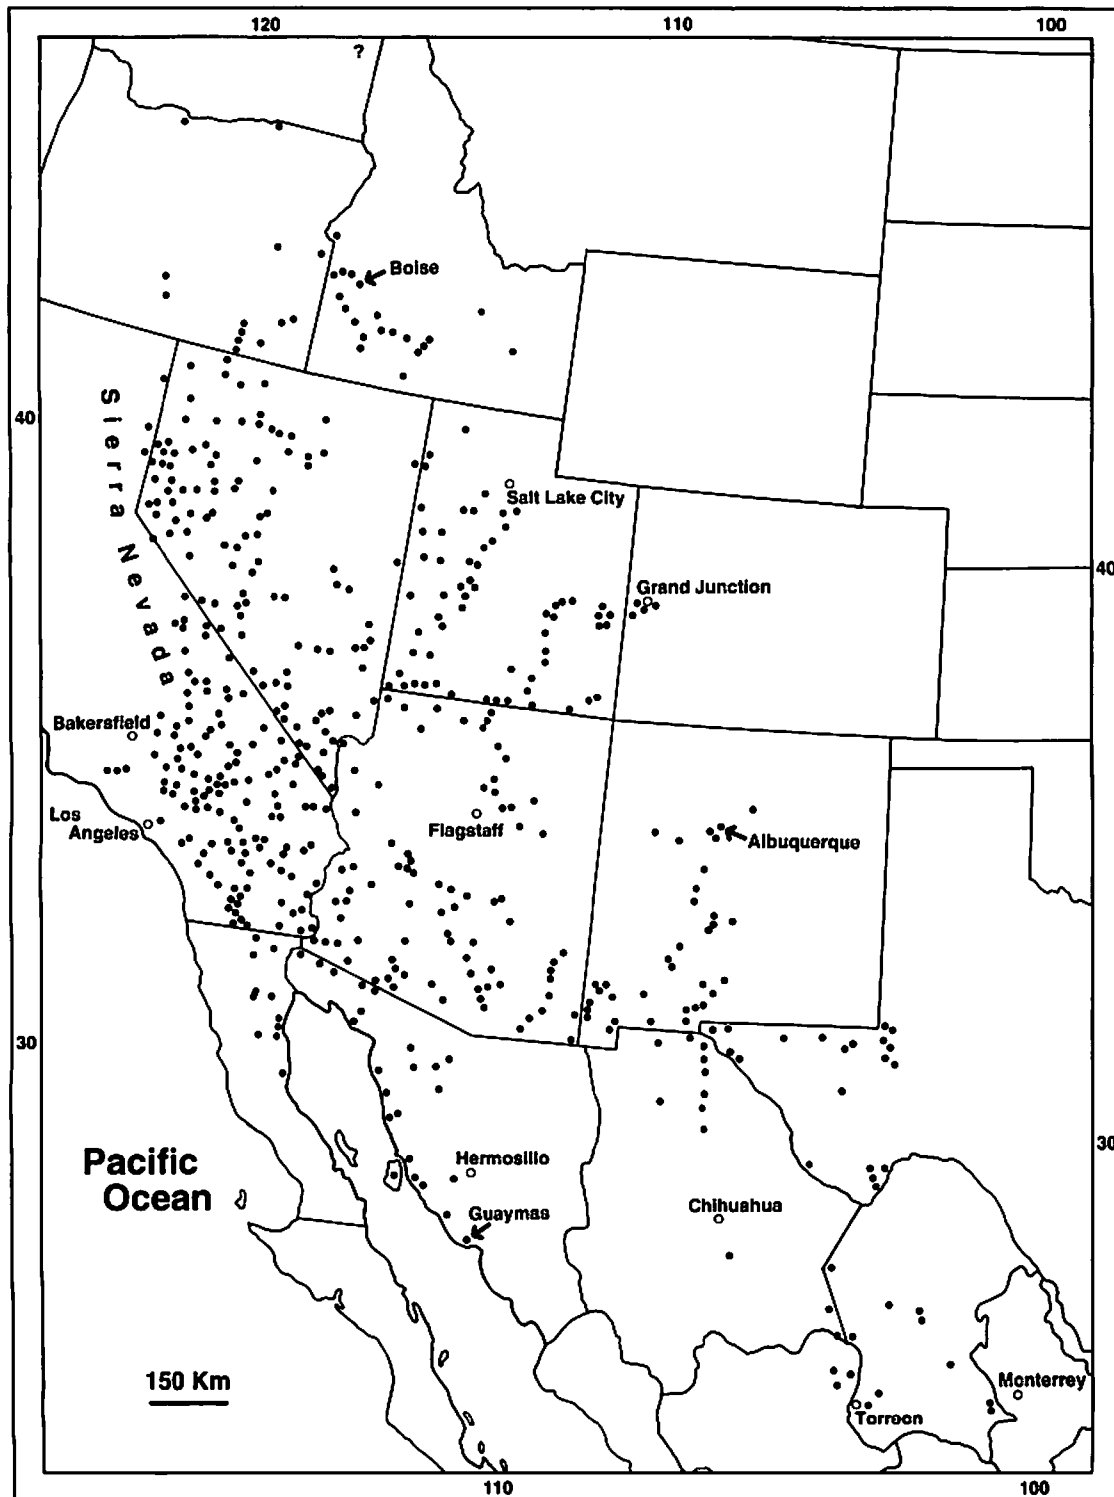 120 110 100
?
Boise
40
Sierra Nevada
Salt Lake City
40
Grand Junction
Bakersfield
Los
Angeles
Flagstaff
Albuquerque
30
30
Pacific
Ocean
Hermosillo
Guaymas
Chihuahua
150 Km
Monterrey
Torreon
110 100